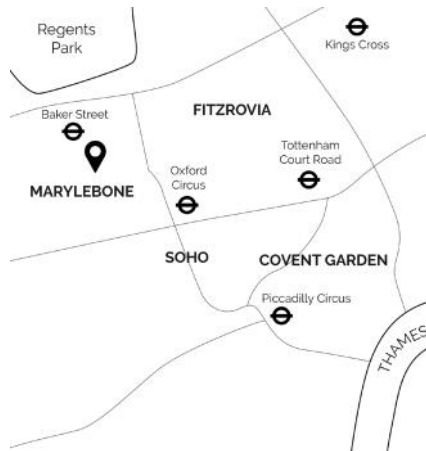 Regents
Park
Kings Cross
Baker Street
FITZROVIA
Tottenham
Court Road
Oxford
Circus
MARYLEBONE
SOHO
COVENT GARDEN
Piccadilly Circus
THAMES